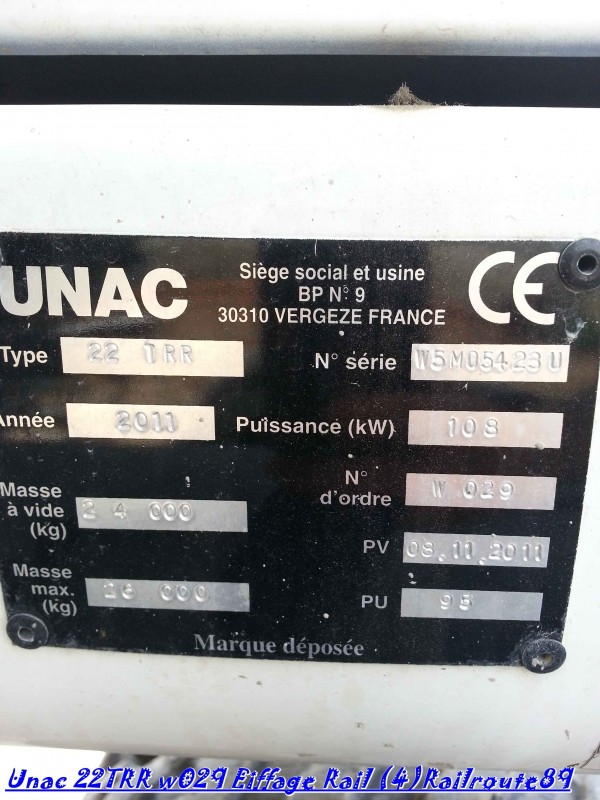 UNAC
Siège social et usine
BP N° 9
30310 VERGEZE FRANCE
CE
Type 22 TRR
N° série W5M05423U
Année 2011
Puissance (kW) 108
Masse à vide (kg) 24 000
N° d'ordre W 029
PV 08.11.2011
Masse max. (kg) 26 000
PU 95
Marque déposée
Unac 22TRR w029 Eiffage Rail (4)Railroute89